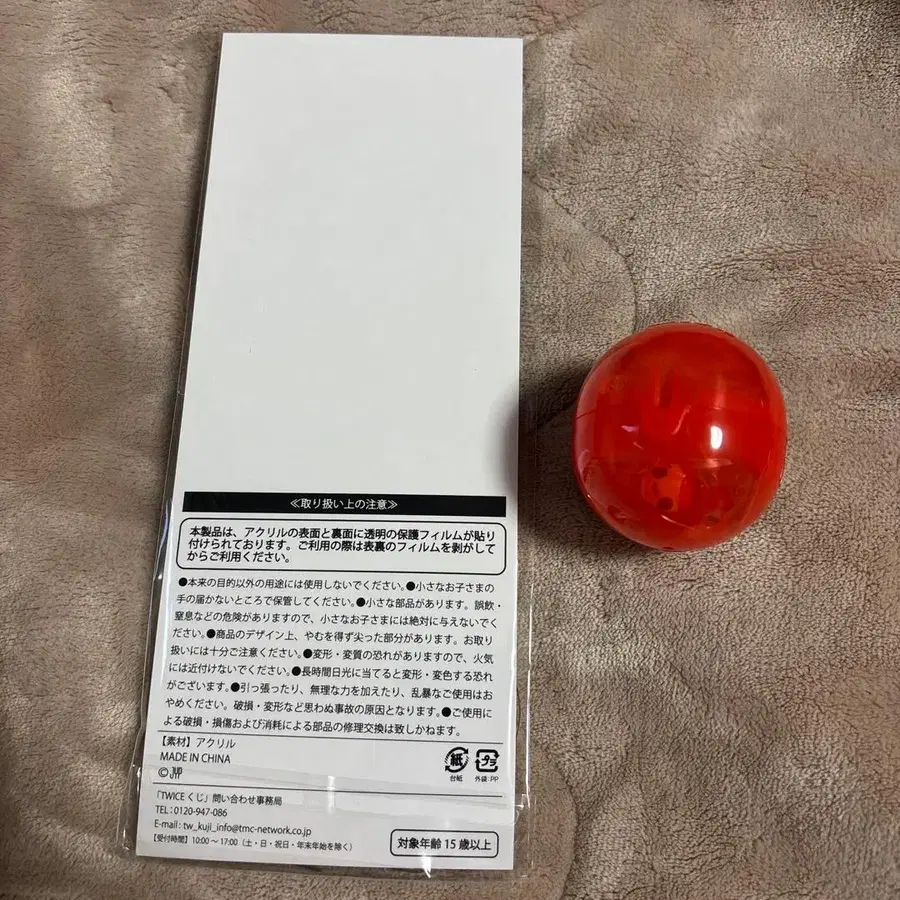 ≪取り扱い上の注意≫
本製品は、アクリルの表面と裏面に透明の保護フィルムが貼り
付けられております。ご利用の際は表裏のフィルムを剥がして
からご利用ください。
●本来の目的以外の用途には使用しないでください。●小さなお子さまの
手の届かないところで保管してください。●小さな部品があります。誤飲・
窒息などの危険がありますので、小さなお子さまには絶対に与えないでく
ださい。●商品のデザイン上、やむを得ず尖った部分があります。お取り
扱いには十分ご注意ください。●変形・変質の恐れがありますので、火気
には近付けないでください。●長時間日光に当てると変形・変色する恐れ
がございます。●引っ張ったり、無理な力を加えたり、乱暴なご使用はお
やめください。破損・変形など思わぬ事故の原因となります。●ご使用に
よる破損・損傷および消耗による部品の修理交換は致しかねます。
【素材】アクリル
MADE IN CHINA
© JYP
紙 プラ
台紙 外袋:PP
「TWICE くじ」問い合わせ事務局
TEL:0120-947-086
E-mail:tw_kuji_info@tmc-network.co.jp
【受付時間】10:00～17:00(土・日・祝日・年末年始を除く)
対象年齢 15 歳以上